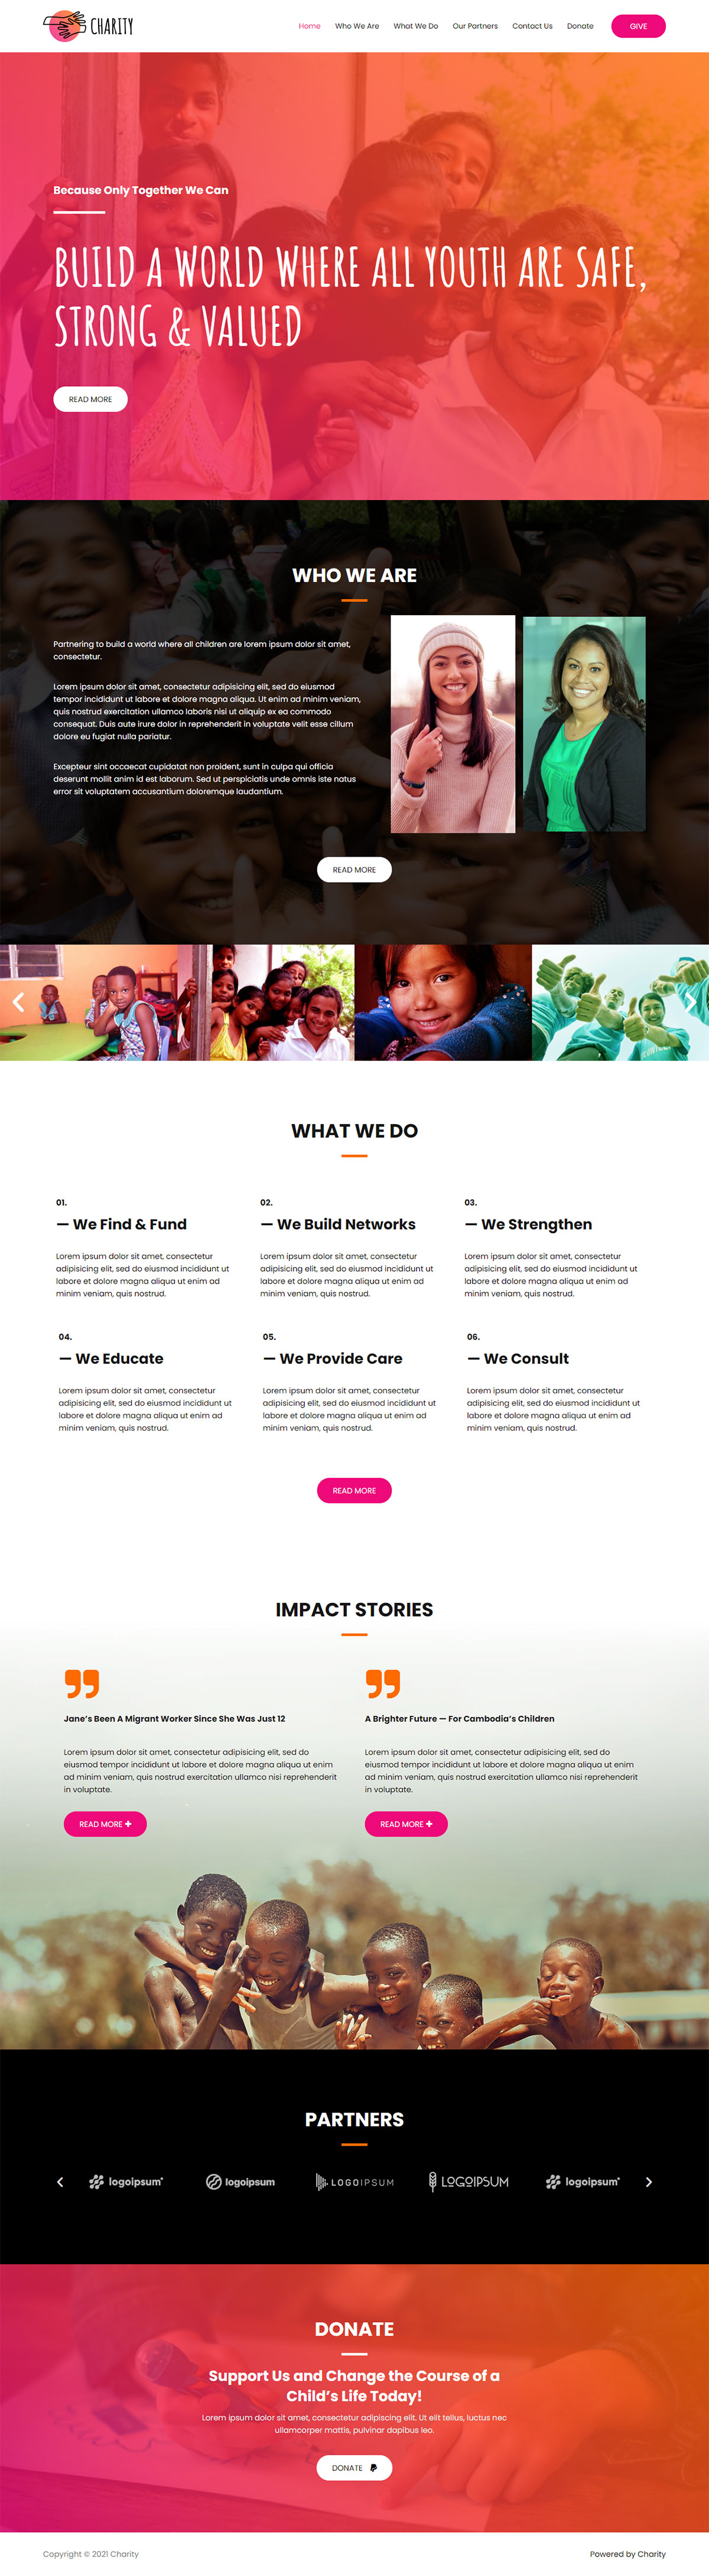 CHARITY
Home Who We Are What We Do Our Partners Contact Us Donate GIVE
Because Only Together We Can
BUILD A WORLD WHERE ALL YOUTH ARE SAFE,
STRONG & VALUED
READ MORE
WHO WE ARE
Partnering to build a world where all children are lorem ipsum dolor sit amet,
consectetur.
Lorem ipsum dolor sit amet, consectetur adipisicing elit, sed do eiusmod
tempor incididunt ut labore et dolore magna aliqua. Ut enim ad minim veniam,
quis nostrud exercitation ullamco laboris nisi ut aliquip ex ea commodo
consequat. Duis aute irure dolor in reprehenderit in voluptate velit esse cillum
dolore eu fugiat nulla pariatur.
Excepteur sint occaecat cupidatat non proident, sunt in culpa qui officia
deserunt mollit anim id est laborum. Sed ut perspiciatis unde omnis iste natus
error sit voluptatem accusantium doloremque laudantium.
READ MORE
WHAT WE DO
01.
— We Find & Fund
Lorem ipsum dolor sit amet, consectetur
adipisicing elit, sed do eiusmod incididunt ut
labore et dolore magna aliqua ut enim ad
minim veniam, quis nostrud.
02.
— We Build Networks
Lorem ipsum dolor sit amet, consectetur
adipisicing elit, sed do eiusmod incididunt ut
labore et dolore magna aliqua ut enim ad
minim veniam, quis nostrud.
03.
— We Strengthen
Lorem ipsum dolor sit amet, consectetur
adipisicing elit, sed do eiusmod incididunt ut
labore et dolore magna aliqua ut enim ad
minim veniam, quis nostrud.
04.
— We Educate
Lorem ipsum dolor sit amet, consectetur
adipisicing elit, sed do eiusmod incididunt ut
labore et dolore magna aliqua ut enim ad
minim veniam, quis nostrud.
05.
— We Provide Care
Lorem ipsum dolor sit amet, consectetur
adipisicing elit, sed do eiusmod incididunt ut
labore et dolore magna aliqua ut enim ad
minim veniam, quis nostrud.
06.
— We Consult
Lorem ipsum dolor sit amet, consectetur
adipisicing elit, sed do eiusmod incididunt ut
labore et dolore magna aliqua ut enim ad
minim veniam, quis nostrud.
READ MORE
IMPACT STORIES
Jane's Been A Migrant Worker Since She Was Just 12
Lorem ipsum dolor sit amet, consectetur adipisicing elit, sed do
eiusmod tempor incididunt ut labore et dolore magna aliqua ut enim
ad minim veniam, quis nostrud exercitation ullamco nisi reprehenderit
in voluptate.
READ MORE +
A Brighter Future — For Cambodia's Children
Lorem ipsum dolor sit amet, consectetur adipisicing elit, sed do
eiusmod tempor incididunt ut labore et dolore magna aliqua ut enim
ad minim veniam, quis nostrud exercitation ullamco nisi reprehenderit
in voluptate.
READ MORE +
PARTNERS
logoipsum logoipsum LOGOIPSUM LOGOIPSUM logoipsum
DONATE
Support Us and Change the Course of a
Child's Life Today!
Lorem ipsum dolor sit amet, consectetur adipiscing elit. Ut elit tellus, luctus nec
ullamcorper mattis, pulvinar dapibus leo.
DONATE
Copyright © 2021 Charity
Powered by Charity